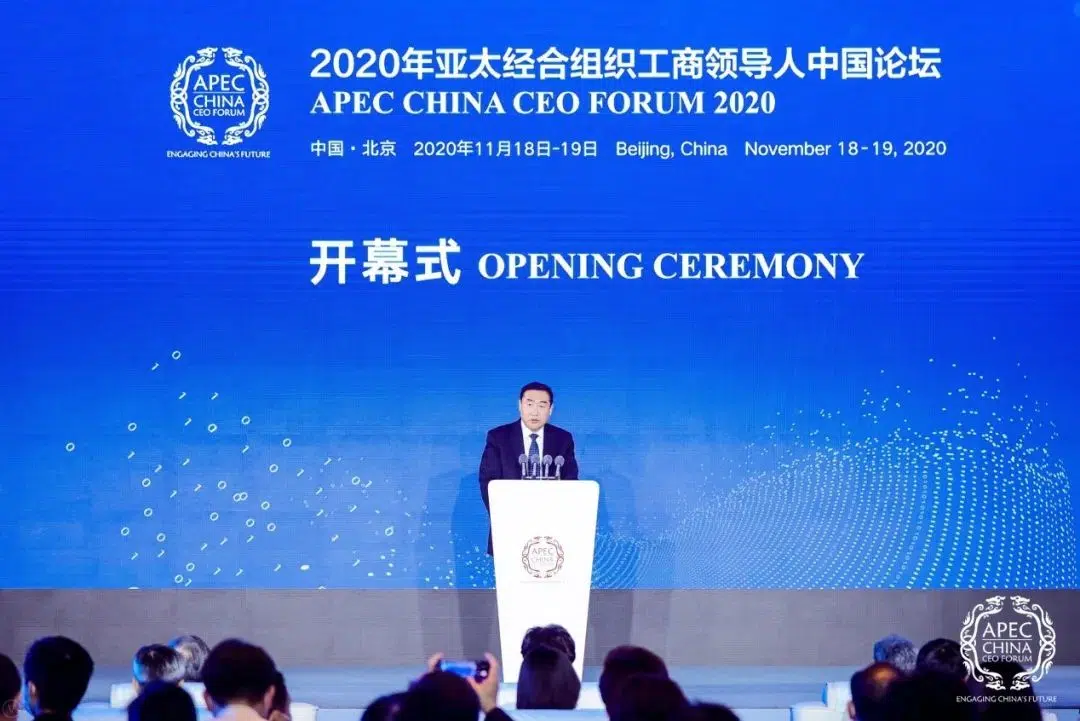 APEC
CHINA
CEO FORUM
ENGAGING CHINA'S FUTURE
2020年亚太经合组织工商领导人中国论坛
APEC CHINA CEO FORUM 2020
中国·北京 2020年11月18日-19日 Beijing, China November 18-19, 2020
开幕式 OPENING CEREMONY
APEC
CHINA
APEC
CHINA
CEO FORUM
ENGAGING CHINA'S FUTURE